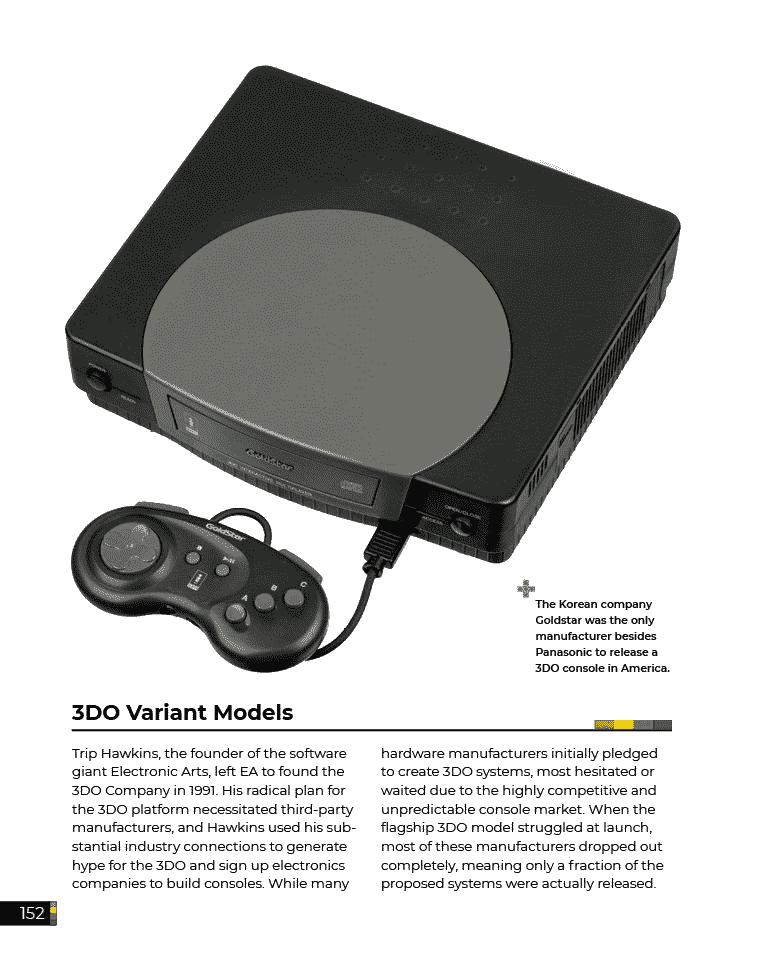 GoldStar
GoldStar
A
B
C
OPEN/CLOSE
ACCESS
The Korean company
Goldstar was the only
manufacturer besides
Panasonic to release a
3DO console in America.
3DO Variant Models
Trip Hawkins, the founder of the software
giant Electronic Arts, left EA to found the
3DO Company in 1991. His radical plan for
the 3DO platform necessitated third-party
manufacturers, and Hawkins used his sub-
stantial industry connections to generate
hype for the 3DO and sign up electronics
companies to build consoles. While many
hardware manufacturers initially pledged
to create 3DO systems, most hesitated or
waited due to the highly competitive and
unpredictable console market. When the
flagship 3DO model struggled at launch,
most of these manufacturers dropped out
completely, meaning only a fraction of the
proposed systems were actually released.
152